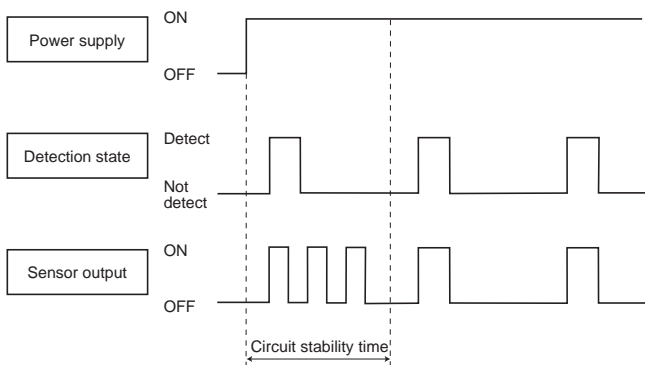 ON
Power supply
OFF
Detect
Detection state
Not
detect
ON
Sensor output
OFF
Circuit stability time